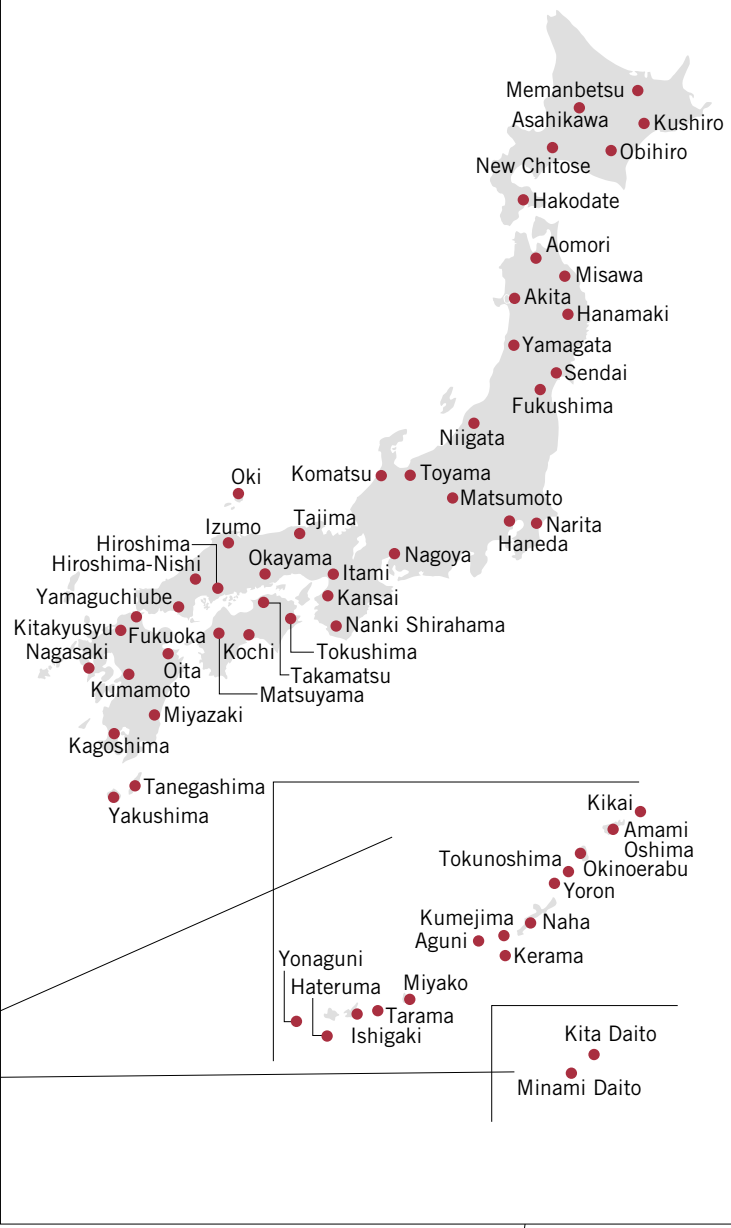 Memanbetsu
Asahikawa
Kushiro
Obihiro
New Chitose
Hakodate
Aomori
Misawa
Akita
Hanamaki
Yamagata
Sendai
Fukushima
Niigata
Komatsu
Toyama
Oki
Matsumoto
Tajima
Izumo
Narita
Haneda
Hiroshima
Nagoya
Okayama
Hiroshima-Nishi
Itami
Yamaguchiube
Kansai
Kitakyusyu
Fukuoka
Nanki Shirahama
Nagasaki
Kochi
Tokushima
Oita
Takamatsu
Kumamoto
Matsuyama
Miyazaki
Kagoshima
Tanegashima
Yakushima
Kikai
Amami
Oshima
Tokunoshima
Okinoerabu
Yoron
Kumejima
Naha
Aguni
Kerama
Yonaguni
Hateruma
Miyako
Tarama
Ishigaki
Kita Daito
Minami Daito